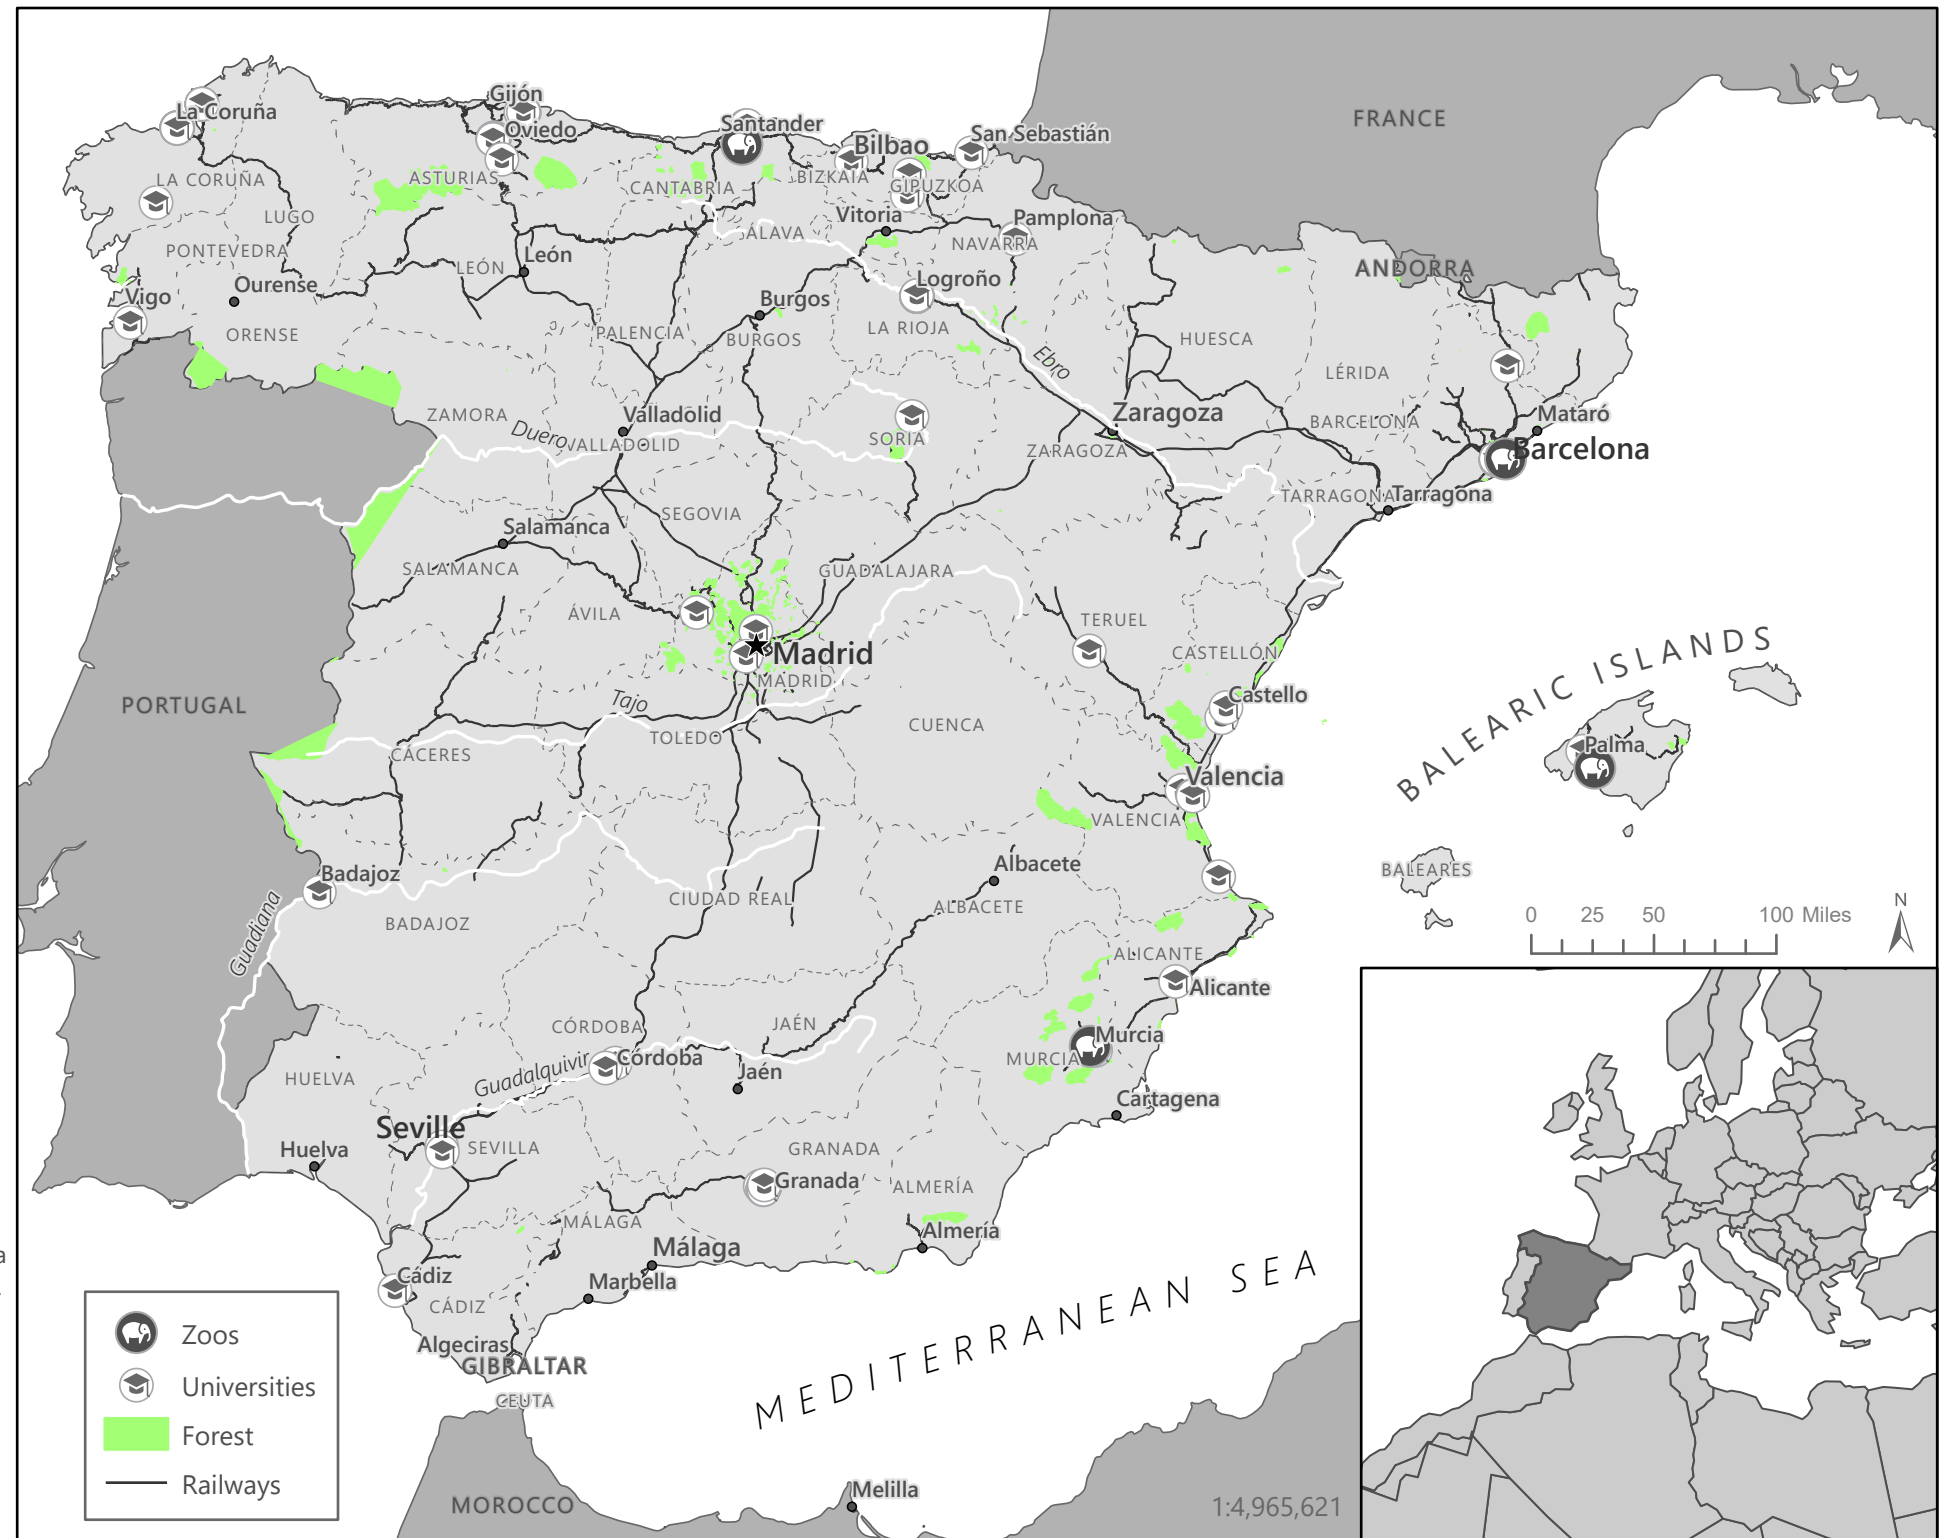 FRANCE
Gijón
La Coruña
Oviedo
Santander
Bilbao
San Sebastián
LA CORUÑA
ASTURIAS
CANTABRIA
BIZKAIA
GIPUZKOA
LUGO
Vitoria
Pamplona
ÁLAVA
NAVARRA
PONTEVEDRA
León
LEÓN
ANDORRA
Ourense
Logroño
Vigo
Burgos
ORENSE
PALENCIA
BURGOS
LA RIOJA
HUESCA
Ebro
LÉRIDA
ZAMORA
Valladolid
Zaragoza
Mataró
Duero
VALLADOLID
SORIA
BARCELONA
Barcelona
ZARAGOZA
TARRAGONA
Tarragona
SEGOVIA
Salamanca
SALAMANCA
GUADALAJARA
ÁVILA
TERUEL
Madrid
MADRID
CASTELLÓN
BALEARIC ISLANDS
PORTUGAL
Tajo
Castello
TOLEDO
CUENCA
CÁCERES
Palma
Valencia
VALENCIA
Badajoz
Albacete
BALEARES
CIUDAD REAL
ALBACETE
BADAJOZ
Guadiana
N
0 25 50 100 Miles
ALICANTE
Alicante
CÓRDOBA
JAÉN
Murcia
MURCIA
Guadalquivir
Córdoba
Jaén
HUELVA
Cartagena
Seville
SEVILLA
Huelva
GRANADA
Granada
ALMERÍA
MÁLAGA
Almería
Málaga
Cádiz
Marbella
CÁDIZ
MEDITERRANEAN SEA
Algeciras
GIBRALTAR
CEUTA
Zoos
Universities
Forest
Railways
MOROCCO
Melilla
1:4,965,621